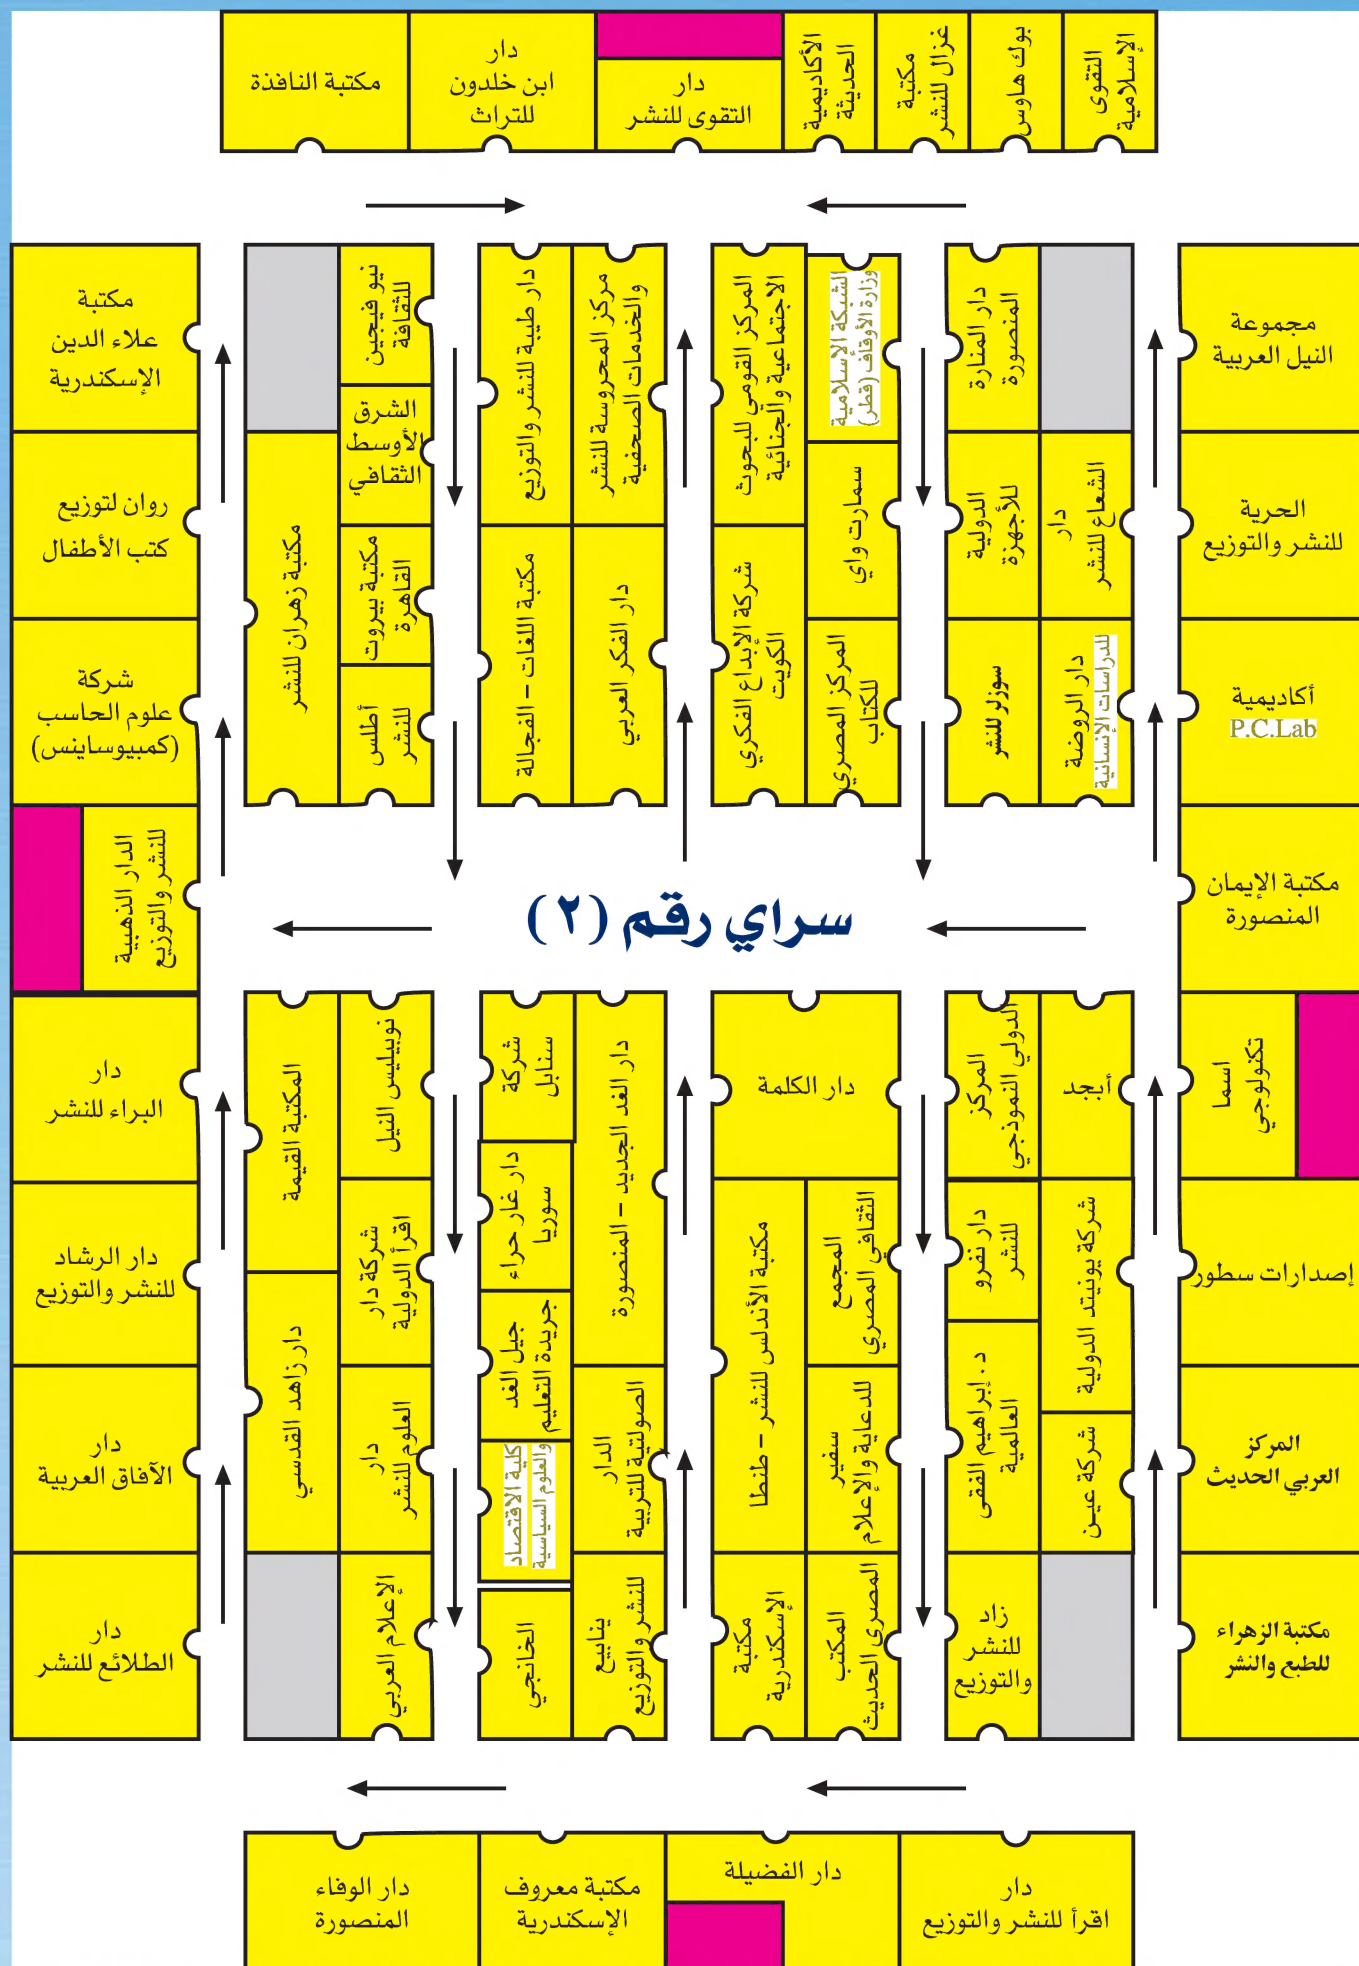 الإسلامية
التقوى
بوك هاوس
مكتبة
غزال للنشر
الأكاديمية
الحديثة
دار
التقوى للنشر
دار
ابن خلدون
للتراث
مكتبة النافذة
مجموعة
النيل العربية
الحرية
للنشر والتوزيع
أكاديمية
P.C.Lab
مكتبة الإيمان
المنصورة
اسما
تكنولوجي
إصدارات سطور
المركز
العربي الحديث
مكتبة الزهراء
للطبع والنشر
دار المنارة
المنصورة
الدولية
للأجهزة
دار
الشعاع للنشر
سوزلر للنشر
دار الروضة
للدراسات الإنسانية
المركز القومي للبحوث
الاجتماعية والجنائية
الشبكة الإسلامية
وزارة الأوقاف (قطر)
سمارت واي
شركة الإبداع الفكري
الكويت
المركز المصري
للكتاب
دار طيبة للنشر والتوزيع
مركز المحروسة للنشر
والخدمات الصحفية
مكتبة اللغات - الفجالة
دار الفكر العربي
نيو فيجين
للثقافة
الشرق
الأوسط
الثقافي
مكتبة زهران للنشر
مكتبة بيروت
القاهرة
أطلس
للنشر
مكتبة
علاء الدين
الإسكندرية
روان لتوزيع
كتب الأطفال
شركة
علوم الحاسب
(كمبيوساينس)
الدار الذهبية
للنشر والتوزيع
دار
البراء للنشر
دار الرشاد
للنشر والتوزيع
دار
الآفاق العربية
دار
الطلائع للنشر
سراي رقم (٢)
المركز
الدولي النموذجي
أبجد
دار نفرو
للنشر
شركة يونيتد الدولية
د. إبراهيم الفقى
العالمية
شركة عين
للنشر
والتوزيع
دار الكلمة
مكتبة الأندلس للنشر - طنطا
المجمع
الثقافي المصري
سفير
للدعاية والإعلام
مكتبة
الإسكندرية
المكتب
المصرى الحديث
شركة
سنابل
دار الغد الجديد - المنصورة
دار غار حراء
سوريا
جيل الغد
جريدة التعليم
كلية الاقتصاد
والعلوم السياسية
الدار
الصولتية للتربية
الخانجي
ينابيع
للنشر والتوزيع
المكتبة القيمة
نوبيليس النيل
شركة دار
اقرأ الدولية
دار زاهد القدسي
دار
العلوم للنشر
الإعلام العربي
دار
اقرأ للنشر والتوزيع
دار الفضيلة
مكتبة معروف
الإسكندرية
دار الوفاء
المنصورة